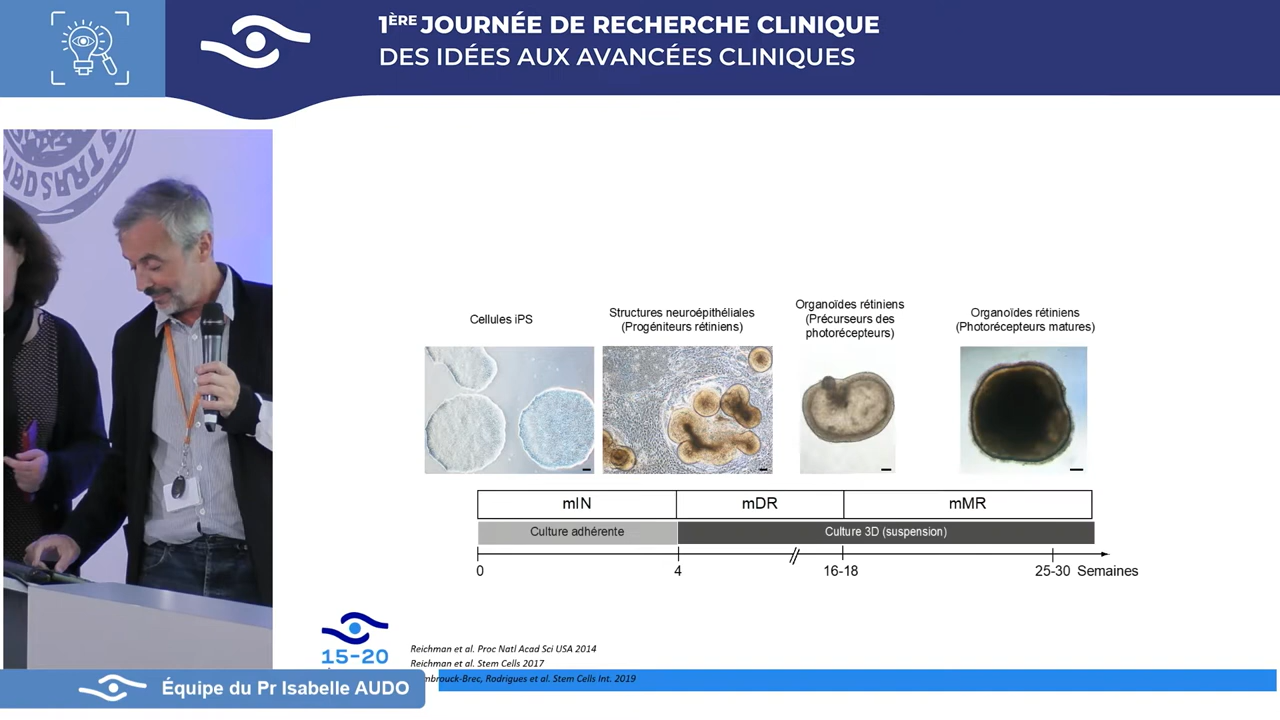 1ÈRE JOURNÉE DE RECHERCHE CLINIQUE
DES IDÉES AUX AVANCÉES CLINIQUES
Cellules iPS
Structures neuroépithéliales
(Progéniteurs rétiniens)
Organoïdes rétiniens
(Précurseurs des
photorécepteurs)
Organoïdes rétiniens
(Photorécepteurs matures)
mIN
mDR
mMR
Culture adhérente
Culture 3D (suspension)
0
4
16-18
25-30 Semaines
15-20
Reichman et al. Proc Natl Acad Sci USA 2014
Reichman et al. Stem Cells 2017
Rodrigues et al. Stem Cells Int. 2019
Équipe du Pr Isabelle AUDO